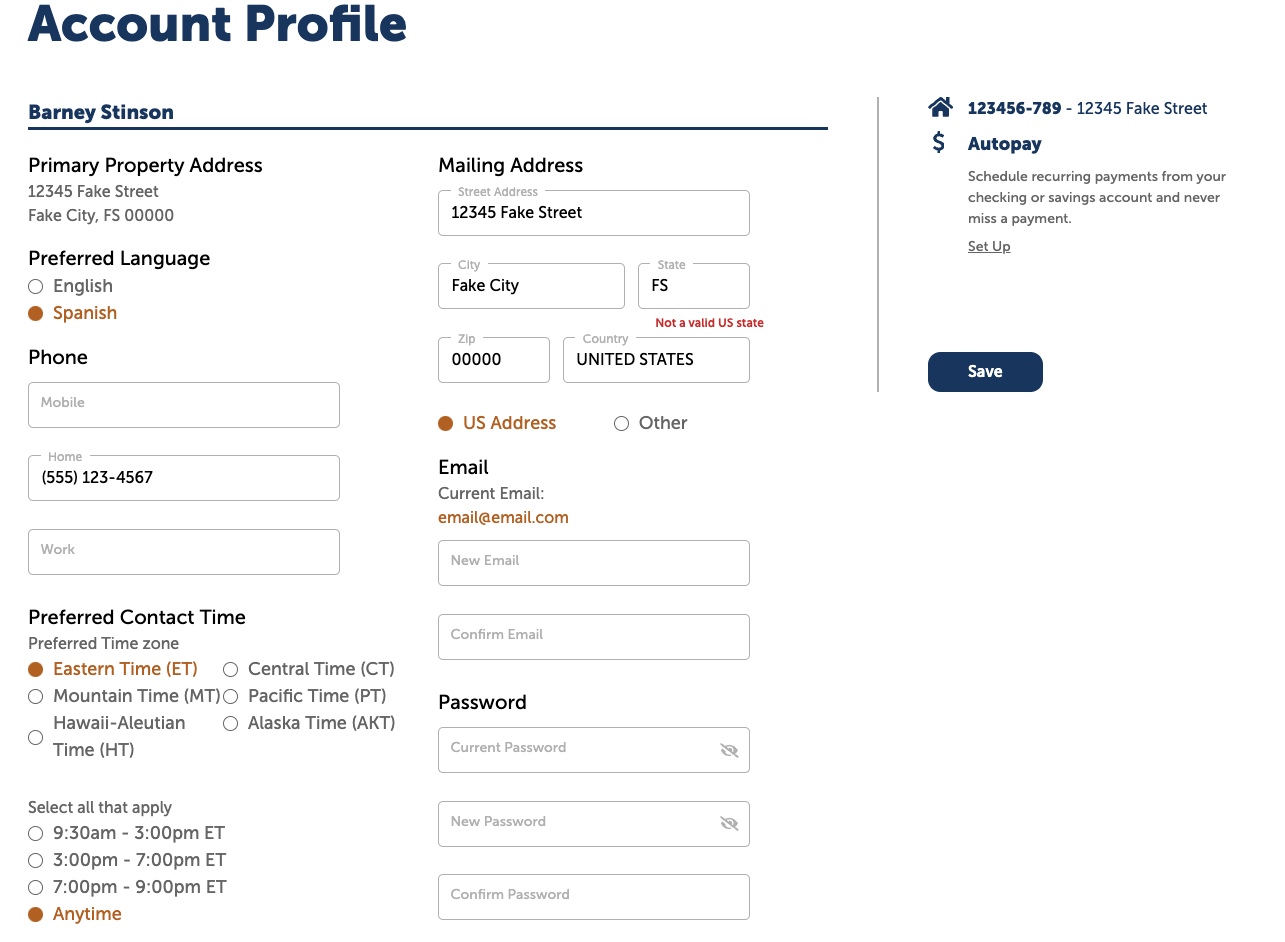 Account Profile
Barney Stinson
Primary Property Address
12345 Fake Street
Fake City, FS 00000
Preferred Language
English
Spanish
Phone
Mobile
Home
(555) 123-4567
Work
Preferred Contact Time
Preferred Time zone
Eastern Time (ET)
Central Time (CT)
Mountain Time (MT)
Pacific Time (PT)
Hawaii-Aleutian
Time (HT)
Alaska Time (AKT)
Select all that apply
9:30am - 3:00pm ET
3:00pm - 7:00pm ET
7:00pm - 9:00pm ET
Anytime
Mailing Address
Street Address
12345 Fake Street
City
Fake City
State
FS
Not a valid US state
Zip
00000
Country
UNITED STATES
US Address
Other
Email
Current Email:
email@email.com
New Email
Confirm Email
Password
Current Password
New Password
Confirm Password
123456-789 - 12345 Fake Street
$ Autopay
Schedule recurring payments from your
checking or savings account and never
miss a payment.
Set Up
Save